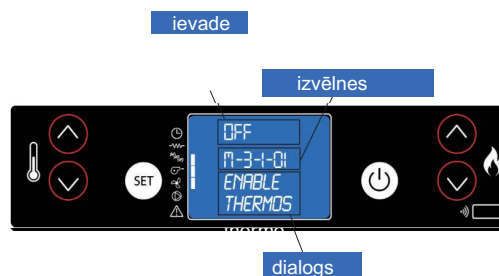 ievade
izvēlnes
OFF
M-3-1-01
SET
ENABLE
THERMOS
dialogs